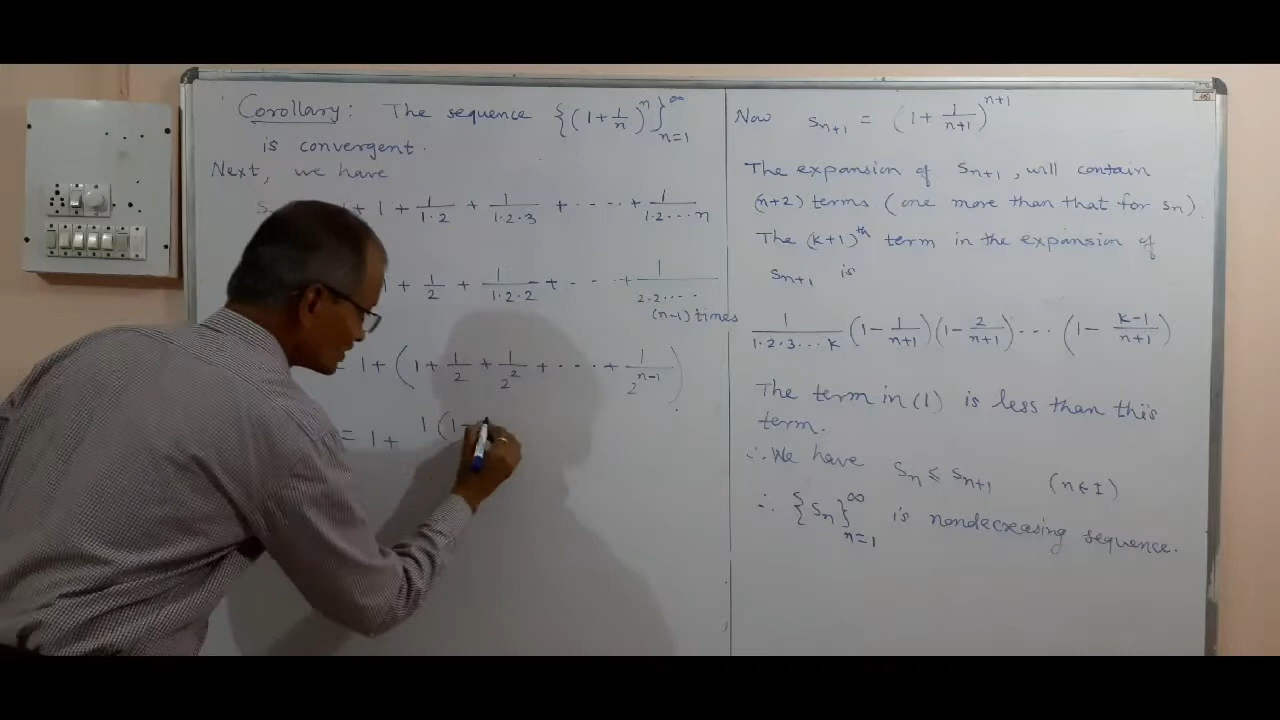 Corollary: The sequence {(1 + 1/n)^n}_{n=1}^∞
is convergent.
Next, we have
s + 1 + 1/(1·2) + 1/(1·2·3) + ---- + 1/(1·2···n)
1 + 1/2 + 1/(1·2·2) + - - - + 1/(2·2····
(n-1) times
= 1 + (1 + 1/2 + 1/2^2 + ··· + 1/2^{n-1})
= 1 + 1(1-
Now s_{n+1} = (1 + 1/(n+1))^{n+1}
The expansion of s_{n+1}, will contain
(n+2) terms (one more than that for sn).
The (k+1)^th term in the expansion of
s_{n+1} is
1/(1·2·3···k) (1 - 1/(n+1))(1 - 2/(n+1))···· (1 - (k-1)/(n+1))
The term in (1) is less than this
term.
∴ We have s_n ≤ s_{n+1} (n∈I)
∴ {s_n}_{n=1}^∞ is nondecreasing sequence.